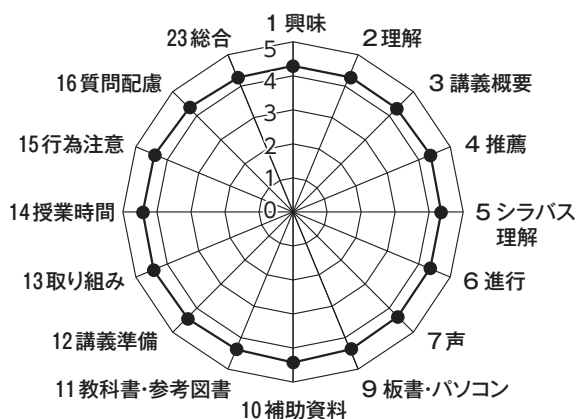 1 興味
2 理解
3 講義概要
4 推薦
5 シラバス
理解
6 進行
7 声
9 板書・パソコン
10 補助資料
11 教科書・参考図書
12 講義準備
13 取り組み
14 授業時間
15 行為注意
16 質問配慮
23 総合
5
4
3
2
1
0